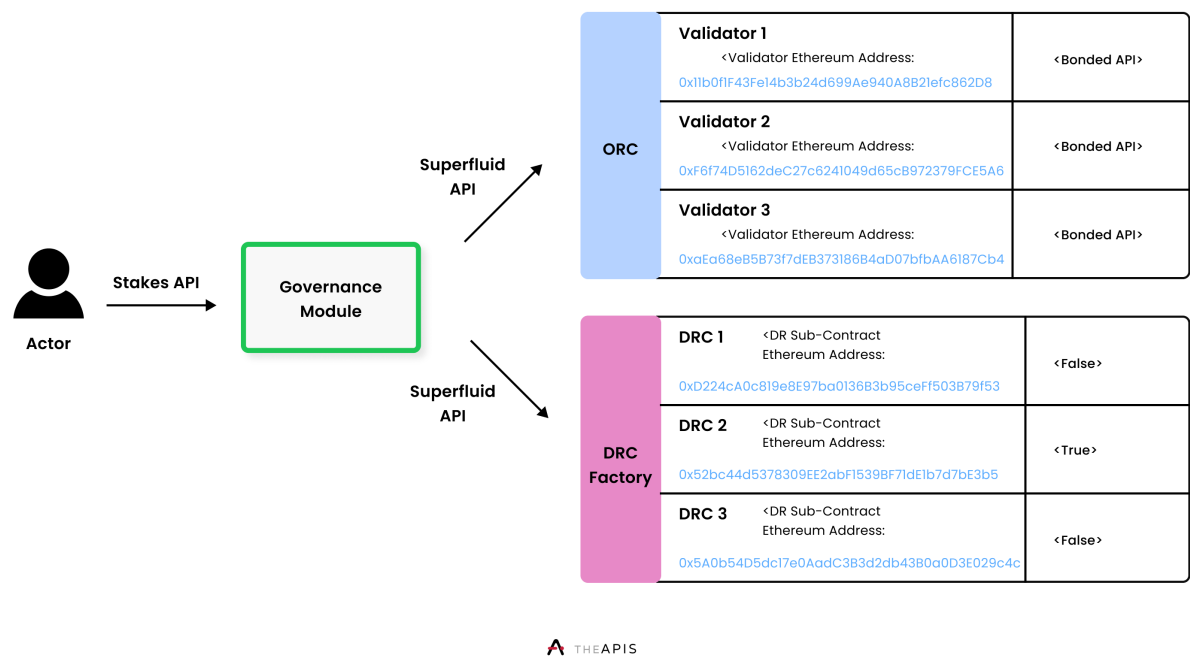 Actor
Stakes API
Governance
Module
Superfluid
API
Superfluid
API
ORC
Validator 1
<Validator Ethereum Address:
0x11b0f1F43Fe14b3b24d699Ae940A8B21efc862D8
<Bonded API>
Validator 2
<Validator Ethereum Address:
0xF6f74D5162deC27c6241049d65cB972379FCE5A6
<Bonded API>
Validator 3
<Validator Ethereum Address:
0xaEa68eB5B73f7dEB373186B4aD07bfbAA6187Cb4
<Bonded API>
DRC
Factory
DRC 1
<DR Sub-Contract
Ethereum Address:
0xD224cA0c819e8E97ba0136B3b95ceFf503B79f53
<False>
DRC 2
<DR Sub-Contract
Ethereum Address:
0x52bc44d5378309EE2abF1539BF71dE1b7d7bE3b5
<True>
DRC 3
<DR Sub-Contract
Ethereum Address:
0x5A0b54D5dc17e0AadC3B3d2db43B0a0D3E029c4c
<False>
THEAPIS